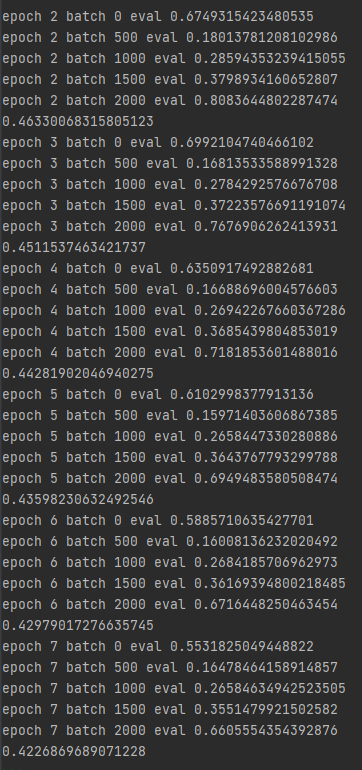 epoch 2 batch 0 eval 0.6749315423480535
epoch 2 batch 500 eval 0.18013781208102986
epoch 2 batch 1000 eval 0.28594353239415055
epoch 2 batch 1500 eval 0.3798934160652807
epoch 2 batch 2000 eval 0.8083644802287474
0.46330068315805123
epoch 3 batch 0 eval 0.6992104740466102
epoch 3 batch 500 eval 0.16813533588991328
epoch 3 batch 1000 eval 0.2784292576676708
epoch 3 batch 1500 eval 0.37223576691191074
epoch 3 batch 2000 eval 0.7676906262413931
0.4511537463421737
epoch 4 batch 0 eval 0.6350917492882681
epoch 4 batch 500 eval 0.16688696004576603
epoch 4 batch 1000 eval 0.26942267660367286
epoch 4 batch 1500 eval 0.3685439804853019
epoch 4 batch 2000 eval 0.7181853601488016
0.44281902046940275
epoch 5 batch 0 eval 0.6102998377913136
epoch 5 batch 500 eval 0.15971403606867385
epoch 5 batch 1000 eval 0.2658447330280886
epoch 5 batch 1500 eval 0.3643767793299788
epoch 5 batch 2000 eval 0.6949483580508474
0.43598230632492546
epoch 6 batch 0 eval 0.5885710635427701
epoch 6 batch 500 eval 0.16008136232020492
epoch 6 batch 1000 eval 0.2684185706962973
epoch 6 batch 1500 eval 0.36169394800218485
epoch 6 batch 2000 eval 0.6716448250463454
0.42979017276635745
epoch 7 batch 0 eval 0.5531825049448822
epoch 7 batch 500 eval 0.16478464158914857
epoch 7 batch 1000 eval 0.26584634942523505
epoch 7 batch 1500 eval 0.3551479921502582
epoch 7 batch 2000 eval 0.6605554354392876
0.4226869689071228